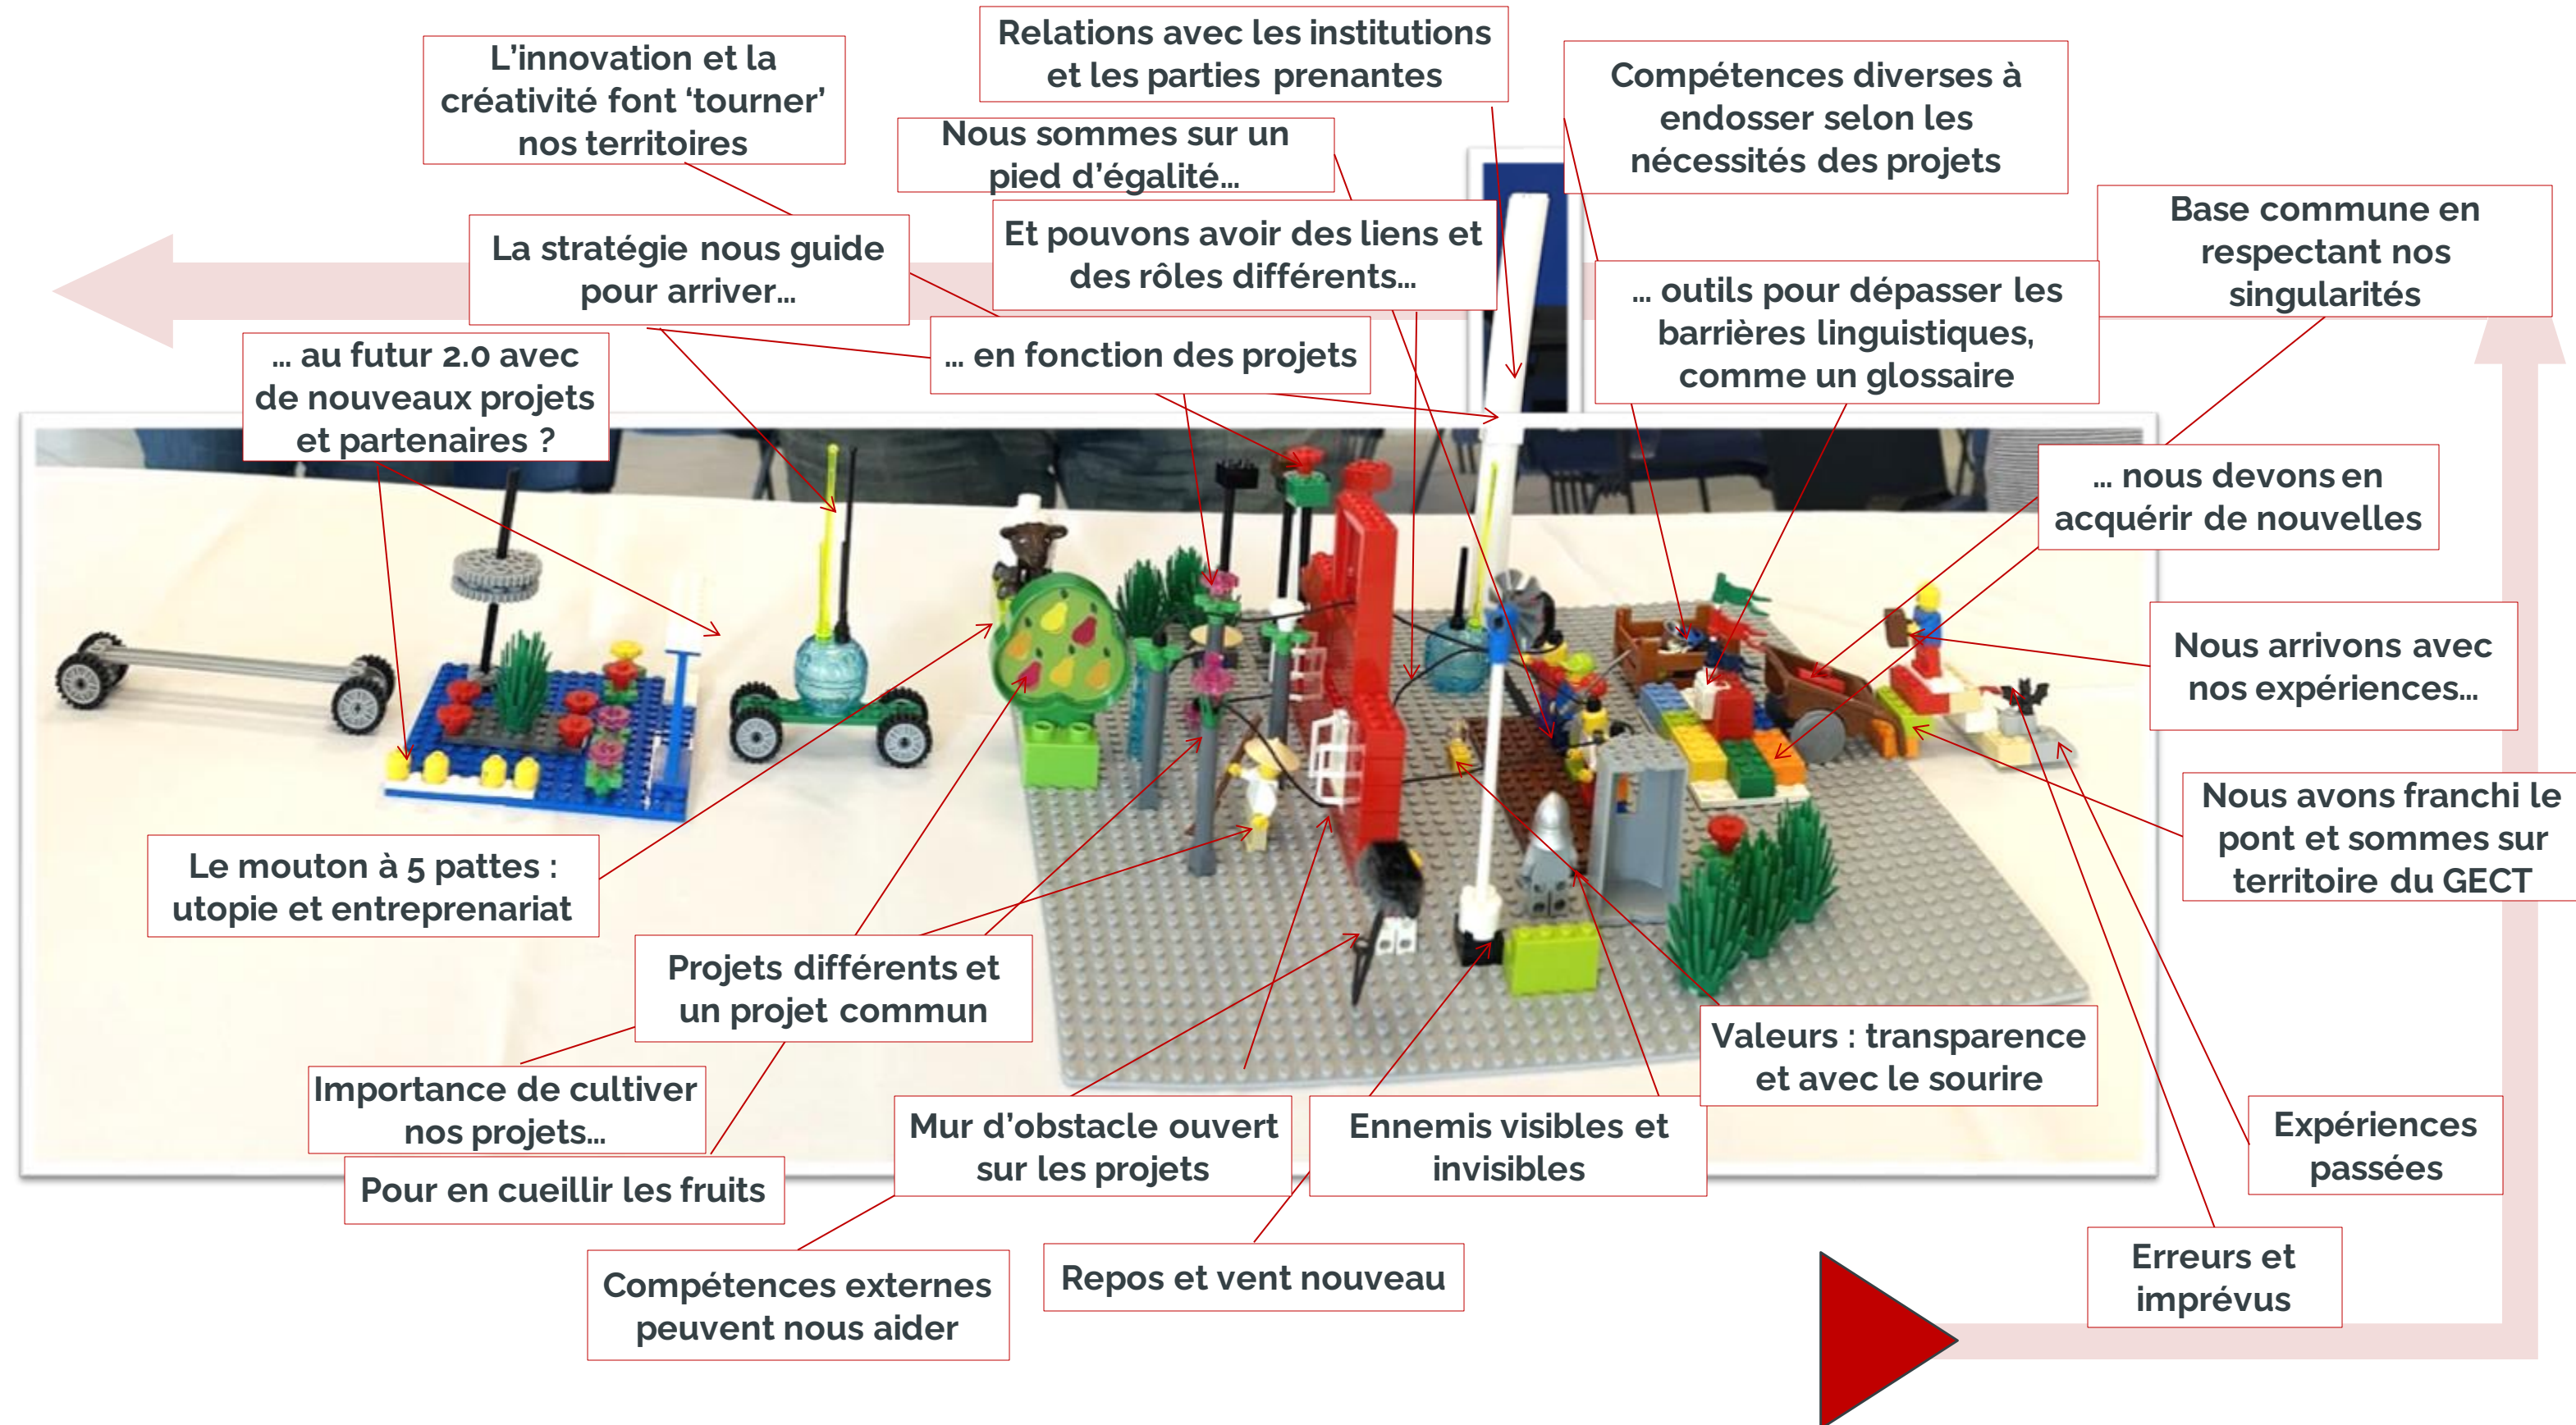 L’innovation et la
créativité font ‘tourner’
nos territoires
Relations avec les institutions
et les parties prenantes
Compétences diverses à
endosser selon les
nécessités des projets
Nous sommes sur un
pied d’égalité…
Et pouvons avoir des liens et
des rôles différents…
La stratégie nous guide
pour arriver…
Base commune en
respectant nos
singularités
… outils pour dépasser les
barrières linguistiques,
comme un glossaire
… en fonction des projets
… au futur 2.0 avec
de nouveaux projets
et partenaires ?
… nous devons en
acquérir de nouvelles
Nous arrivons avec
nos expériences…
Nous avons franchi le
pont et sommes sur
territoire du GECT
Le mouton à 5 pattes :
utopie et entreprenariat
Projets différents et
un projet commun
Valeurs : transparence
et avec le sourire
Importance de cultiver
nos projets…
Pour en cueillir les fruits
Mur d’obstacle ouvert
sur les projets
Ennemis visibles et
invisibles
Expériences
passées
Compétences externes
peuvent nous aider
Repos et vent nouveau
Erreurs et
imprévus